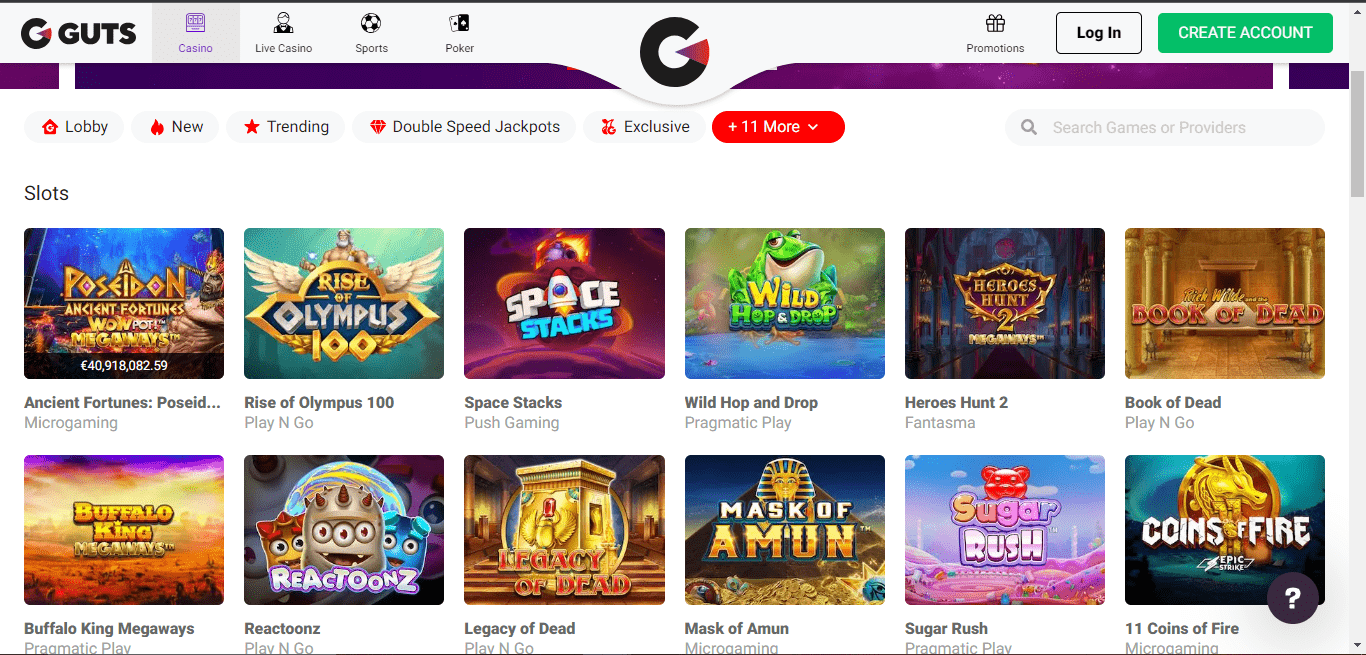 GUTS
Casino
Live Casino
Sports
Poker
Promotions
Log In
CREATE ACCOUNT
Lobby
New
Trending
Double Speed Jackpots
Exclusive
+ 11 More
Search Games or Providers
Slots
POSEIDON
ANCIENT FORTUNES
WOWPOT!™
MEGAWAYS™
€40,918,082.59
RISE
OF
OLYMPUS
100
SPACE
STACKS
WILD
HOP & DROP
HEROES
HUNT
2
MEGAWAYS™
Rich Wilde and the
BOOK OF DEAD
Ancient Fortunes: Poseid...
Rise of Olympus 100
Space Stacks
Wild Hop and Drop
Heroes Hunt 2
Book of Dead
Microgaming
Play N Go
Push Gaming
Pragmatic Play
Fantasma
Play N Go
BUFFALO
KING
MEGAWAYS™
REACTOONZ
LEGACY
OF DEAD
MASK OF
AMUN™
Sugar
RUSH
COINS OF FIRE
EPIC
STRIKE
?
Buffalo King Megaways
Reactoonz
Legacy of Dead
Mask of Amun
Sugar Rush
11 Coins of Fire
Pragmatic Play
Play N Go
Play N Go
Microgaming
Pragmatic Play
Microgaming